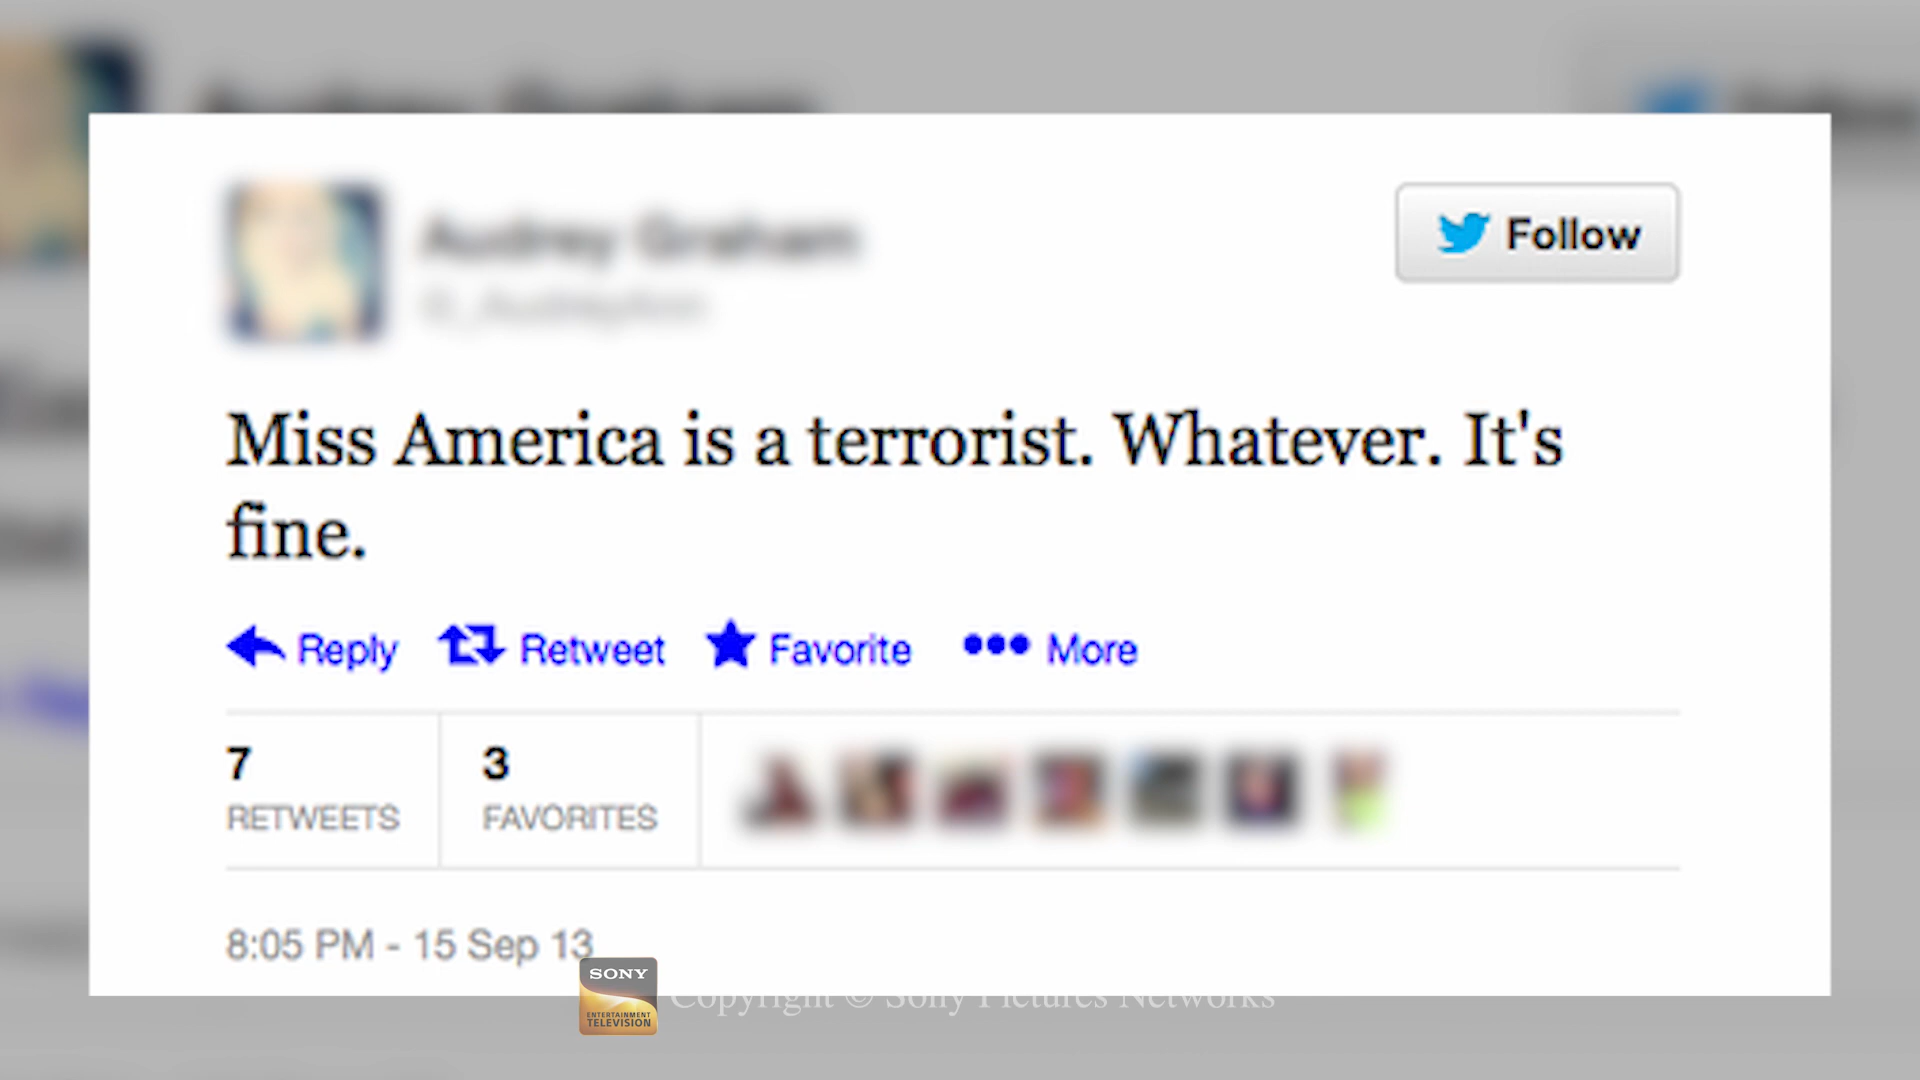 Follow
Miss America is a terrorist. Whatever. It's
fine.
Reply Retweet Favorite More
7 3
RETWEETS FAVORITES
8:05 PM - 15 Sep 13
SONY
ENTERTAINMENT
TELEVISION
Copyright © Sony Pictures Networks